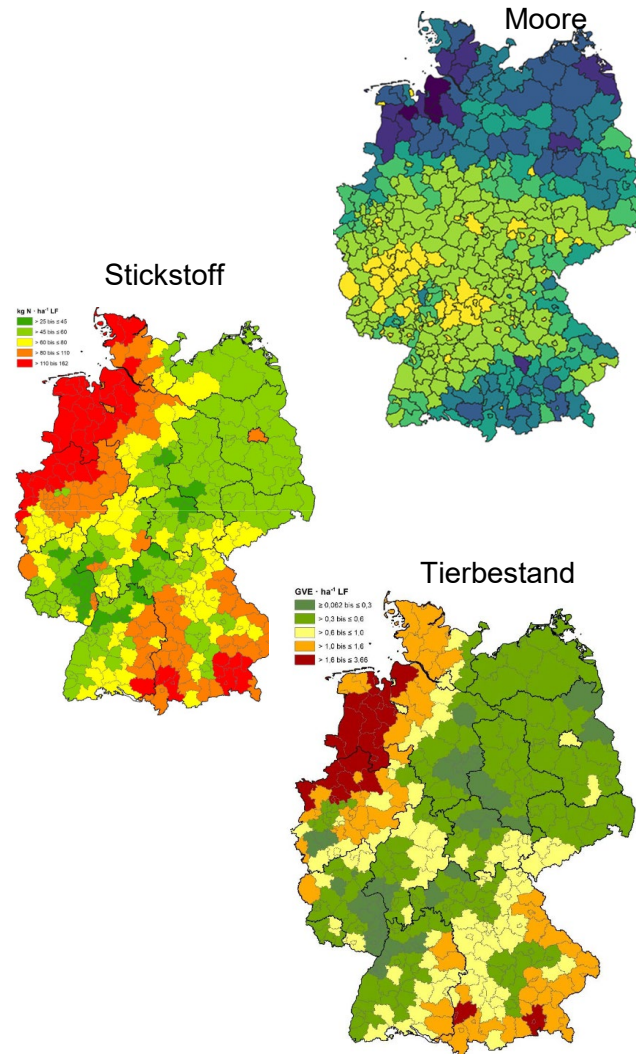 Moore
Stickstoff
kg N · ha⁻¹ LF
> 25 bis ≤ 45
> 45 bis ≤ 60
> 60 bis ≤ 80
> 80 bis ≤ 110
> 110 bis 162
Tierbestand
GVE · ha⁻¹ LF
≥ 0,062 bis ≤ 0,3
> 0,3 bis ≤ 0,6
> 0,6 bis ≤ 1,0
> 1,0 bis ≤ 1,6
> 1,6 bis ≤ 3,66